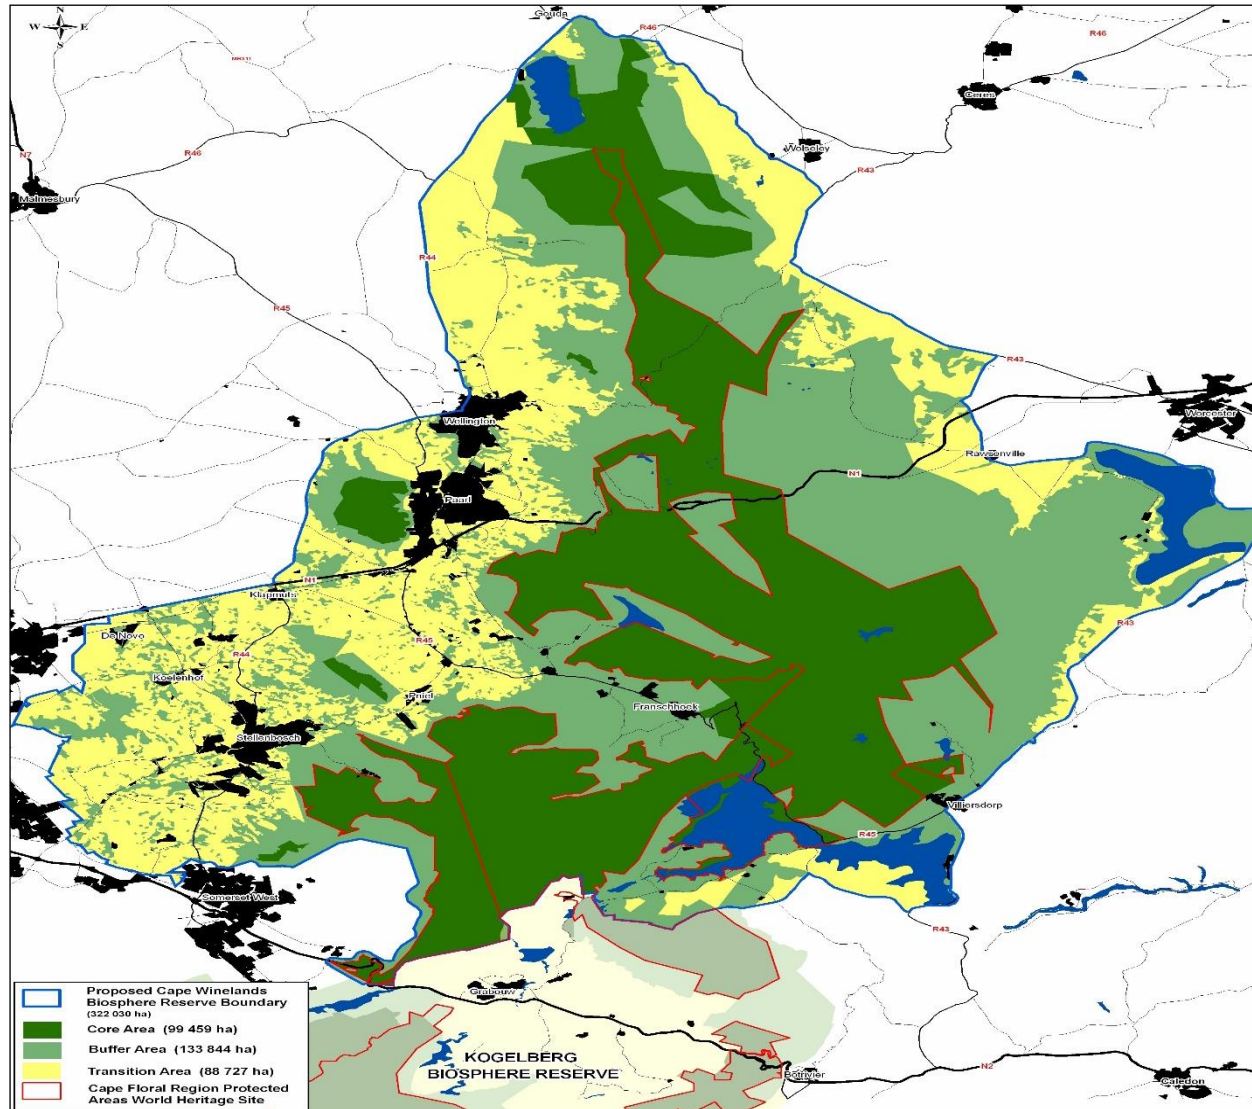 N
W E
S
Gouda
R46
R46
Ceres
R46
N7
Wolseley
R43
Malmesbury
R44
R45
R43
Wellington
Worcester
Rawsonville
N1
Paarl
N1
Klapmuts
De Novo
R45
R43
R44
Koelenhof
Pniel
Franschhoek
Stellenbosch
Villiersdorp
R45
Somerset West
R43
Grabouw
KOGELBERG
BIOSPHERE RESERVE
N2
Botrivier
Caledon
Proposed Cape Winelands
Biosphere Reserve Boundary
(322 030 ha)
Core Area (99 459 ha)
Buffer Area (133 844 ha)
Transition Area (88 727 ha)
Cape Floral Region Protected
Areas World Heritage Site